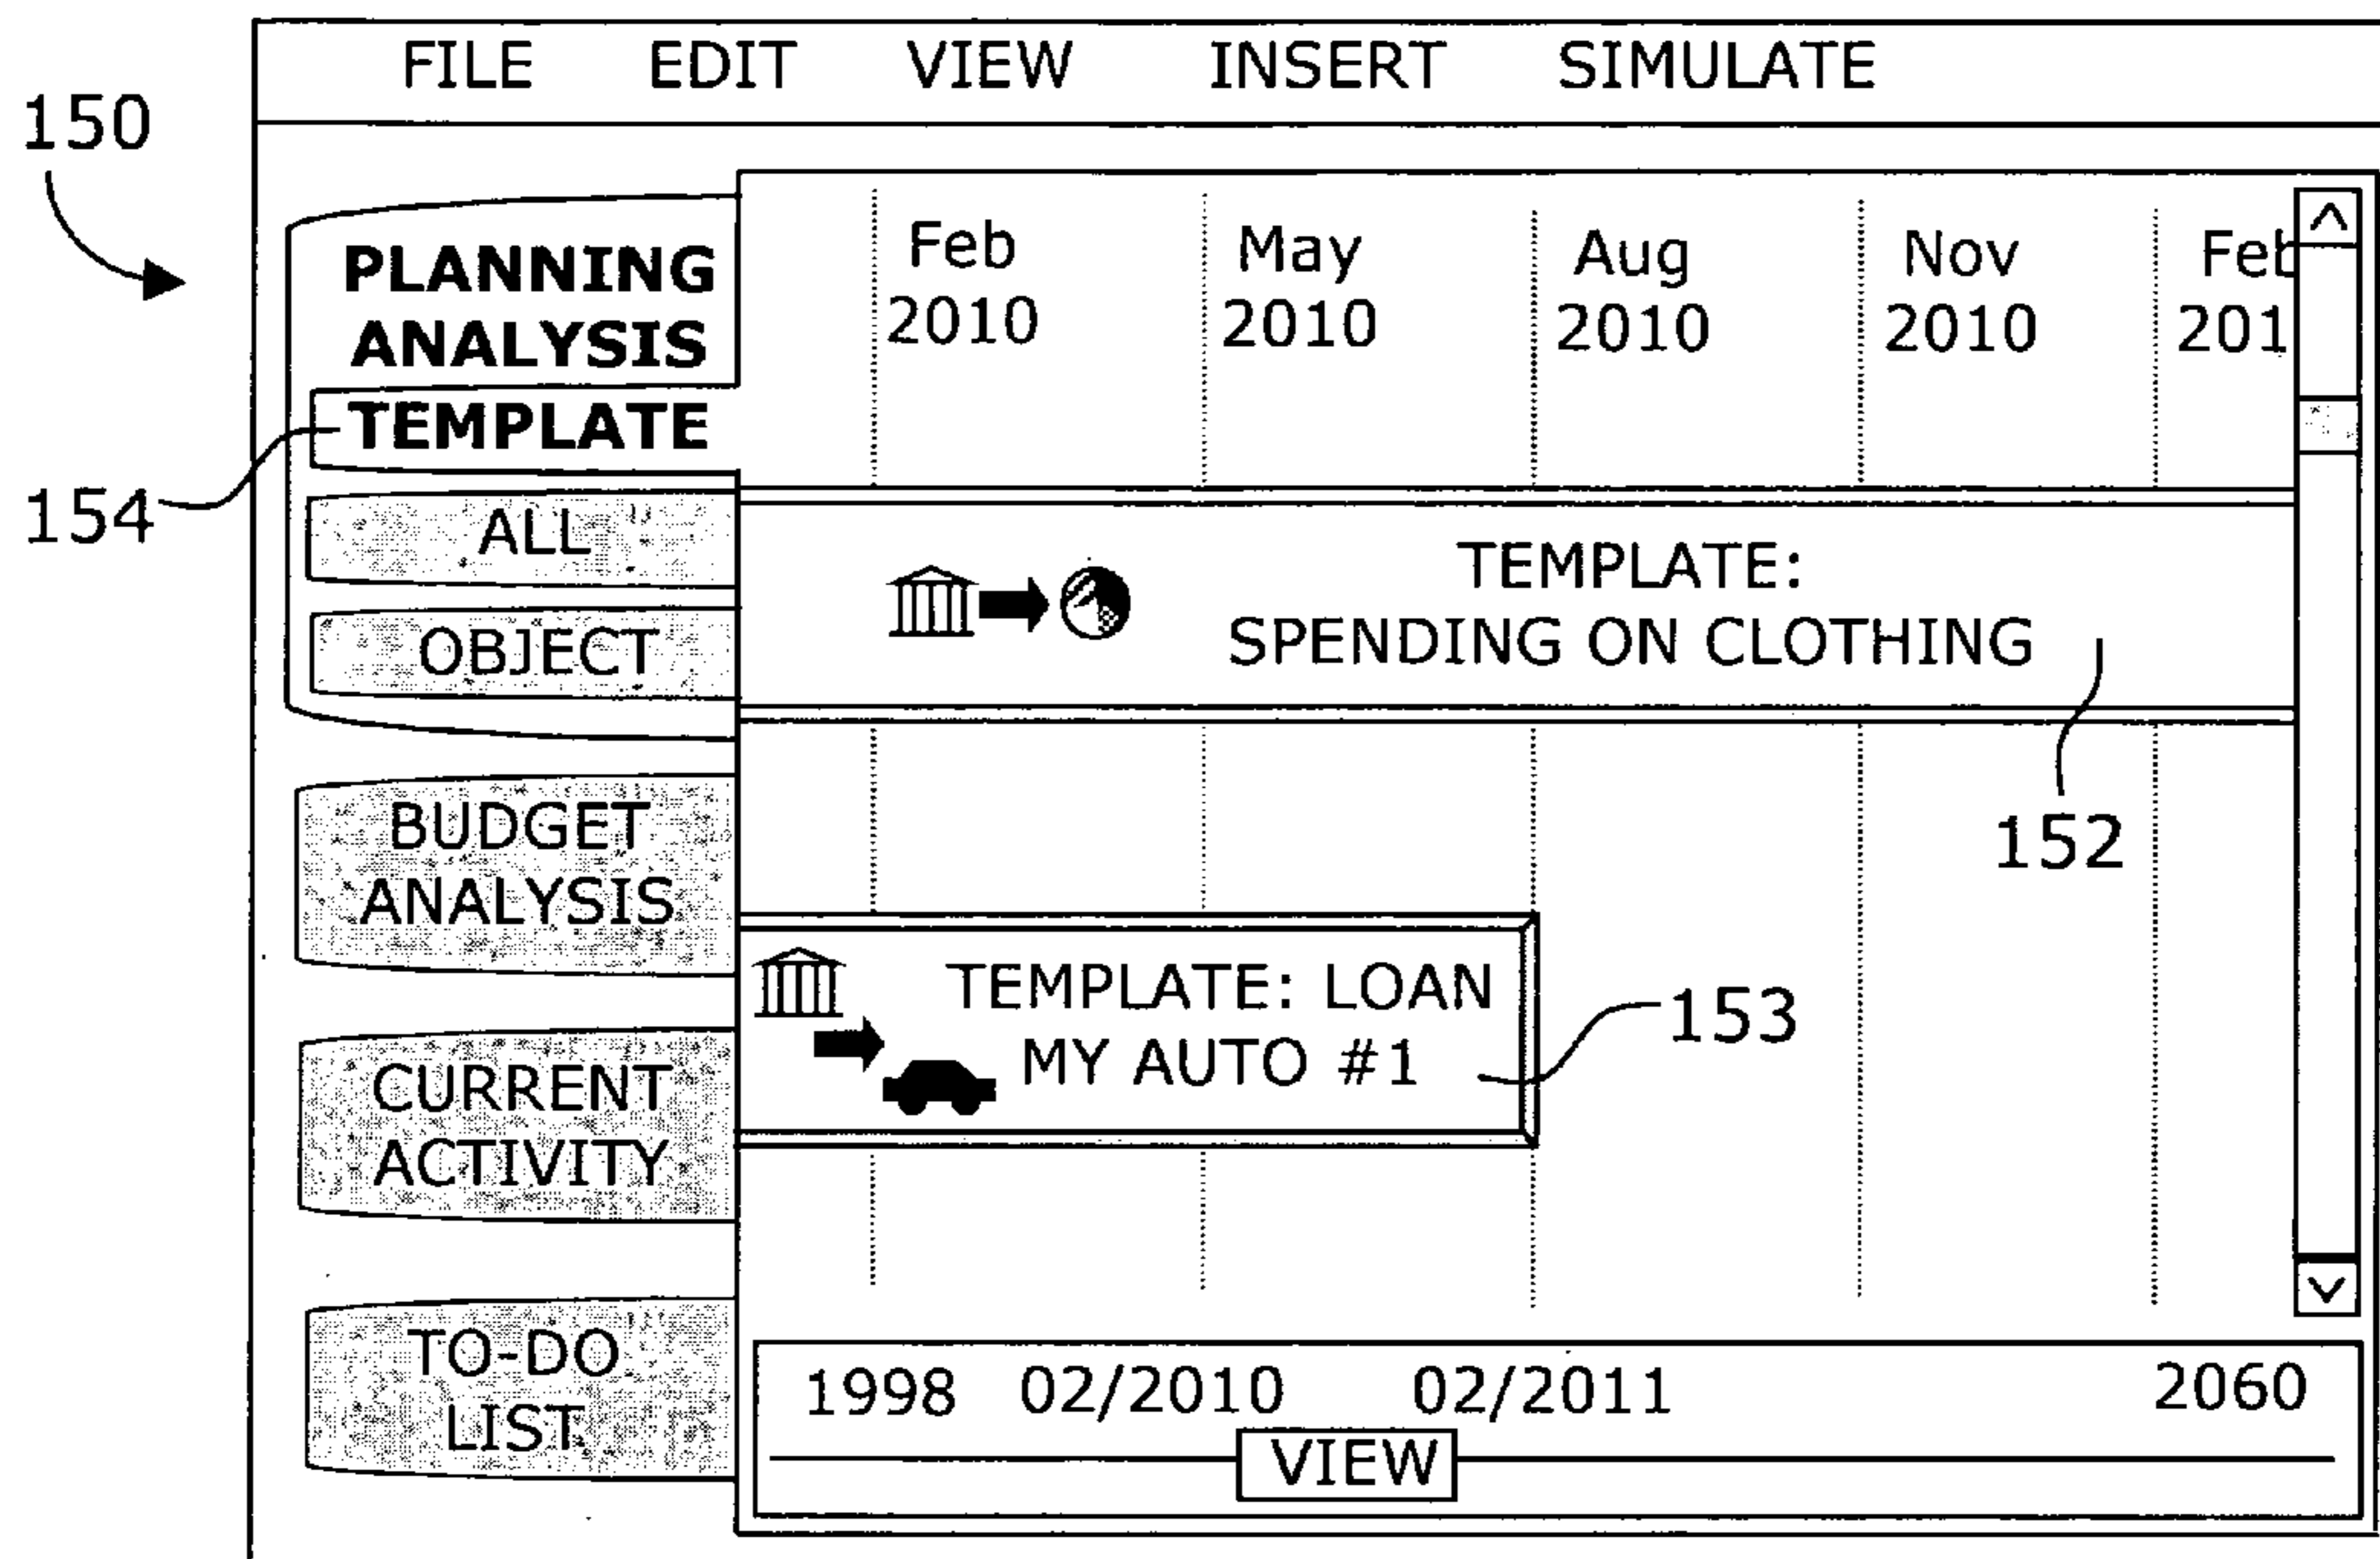 FILE EDIT VIEW INSERT SIMULATE
150
PLANNING
ANALYSIS
TEMPLATE
154
ALL
OBJECT
BUDGET
ANALYSIS
CURRENT
ACTIVITY
TO-DO
LIST
Feb May Aug Nov Feb
2010 2010 2010 2010 201
TEMPLATE:
SPENDING ON CLOTHING
152
TEMPLATE: LOAN
MY AUTO #1
153
1998 02/2010 02/2011 2060
VIEW